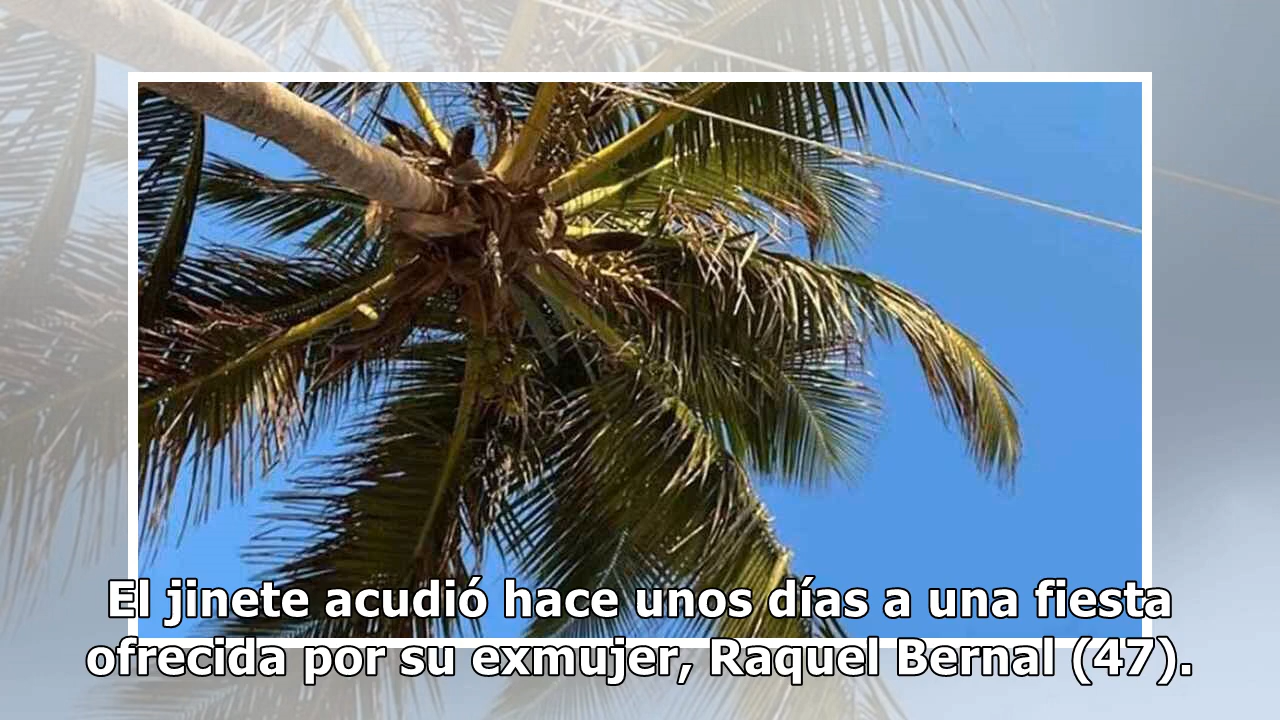 El jinete acudió hace unos días a una fiesta
ofrecida por su exmujer, Raquel Bernal (47).